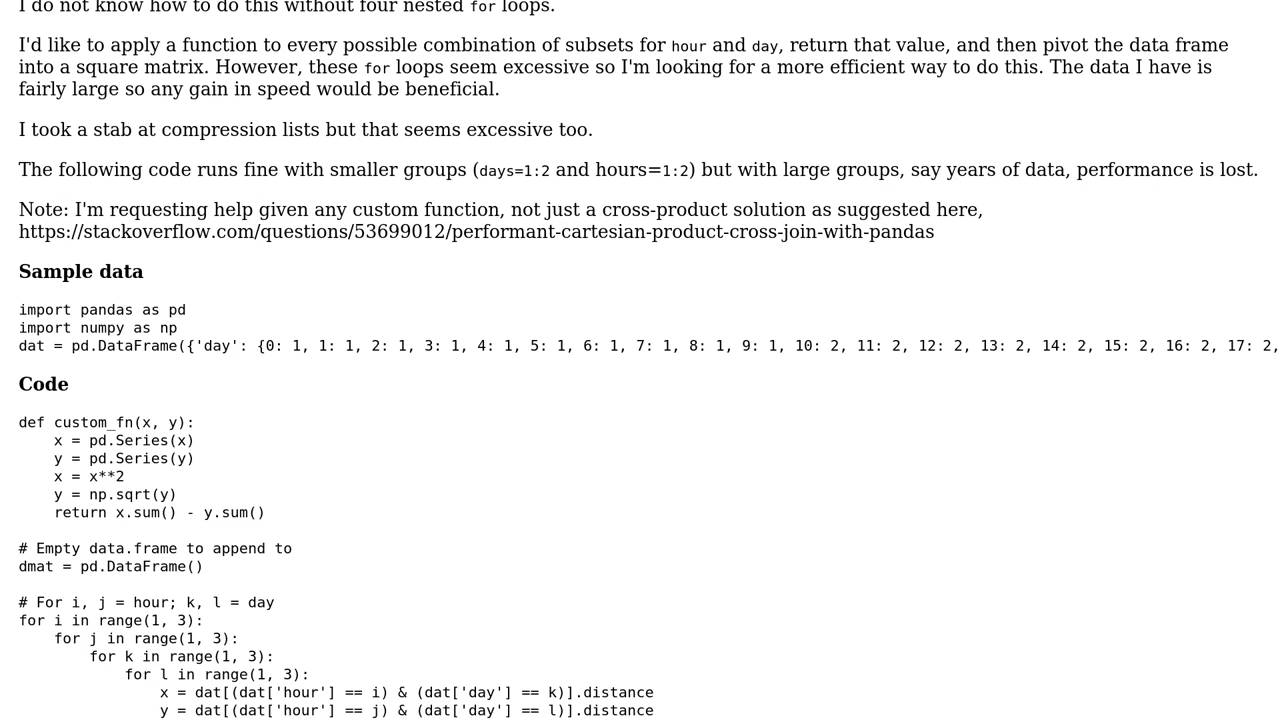 I do not know how to do this without four nested for loops.
I'd like to apply a function to every possible combination of subsets for hour and day, return that value, and then pivot the data frame
into a square matrix. However, these for loops seem excessive so I'm looking for a more efficient way to do this. The data I have is
fairly large so any gain in speed would be beneficial.
I took a stab at compression lists but that seems excessive too.
The following code runs fine with smaller groups (days=1:2 and hours=1:2) but with large groups, say years of data, performance is lost.
Note: I'm requesting help given any custom function, not just a cross-product solution as suggested here,
https://stackoverflow.com/questions/53699012/performant-cartesian-product-cross-join-with-pandas
Sample data
import pandas as pd
import numpy as np
dat = pd.DataFrame({'day': {0: 1, 1: 1, 2: 1, 3: 1, 4: 1, 5: 1, 6: 1, 7: 1, 8: 1, 9: 1, 10: 2, 11: 2, 12: 2, 13: 2, 14: 2, 15: 2, 16: 2, 17: 2,
Code
def custom_fn(x, y):
    x = pd.Series(x)
    y = pd.Series(y)
    x = x**2
    y = np.sqrt(y)
    return x.sum() - y.sum()
# Empty data.frame to append to
dmat = pd.DataFrame()
# For i, j = hour; k, l = day
for i in range(1, 3):
    for j in range(1, 3):
        for k in range(1, 3):
            for l in range(1, 3):
                x = dat[(dat['hour'] == i) & (dat['day'] == k)].distance
                y = dat[(dat['hour'] == j) & (dat['day'] == l)].distance